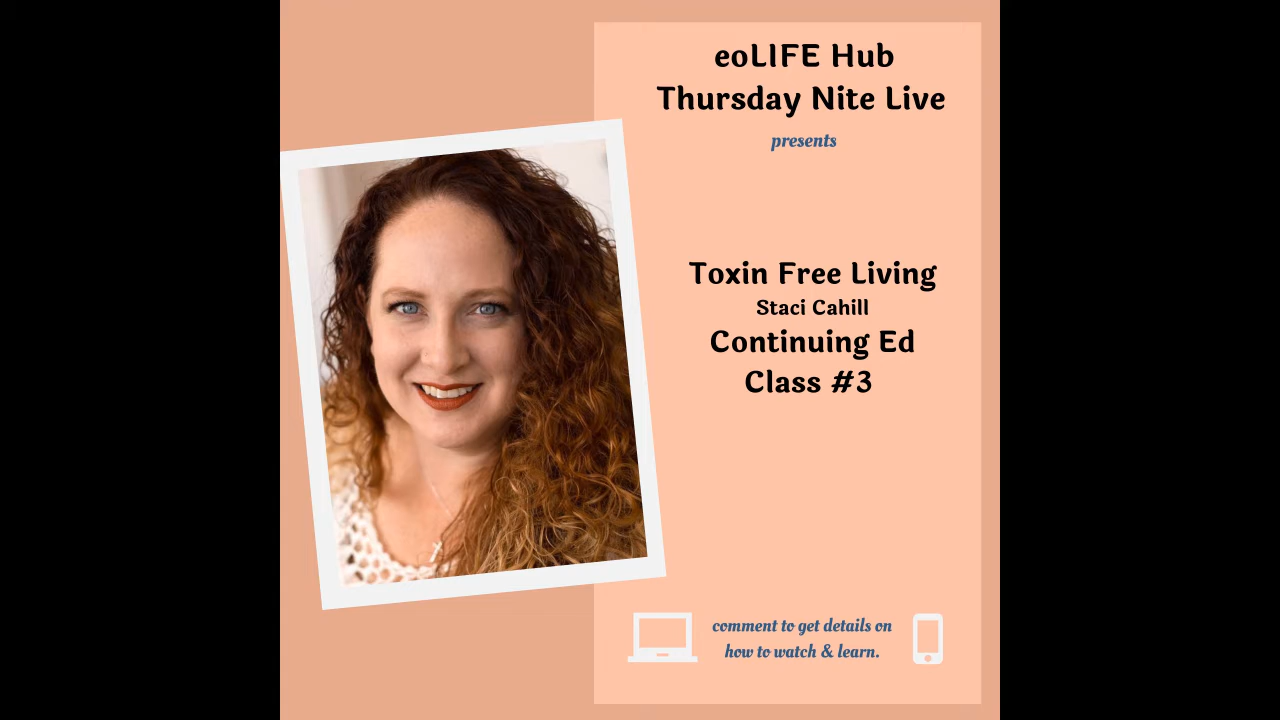 eoLIFE Hub
Thursday Nite Live
presents
Toxin Free Living
Staci Cahill
Continuing Ed
Class #3
comment to get details on
how to watch & learn.